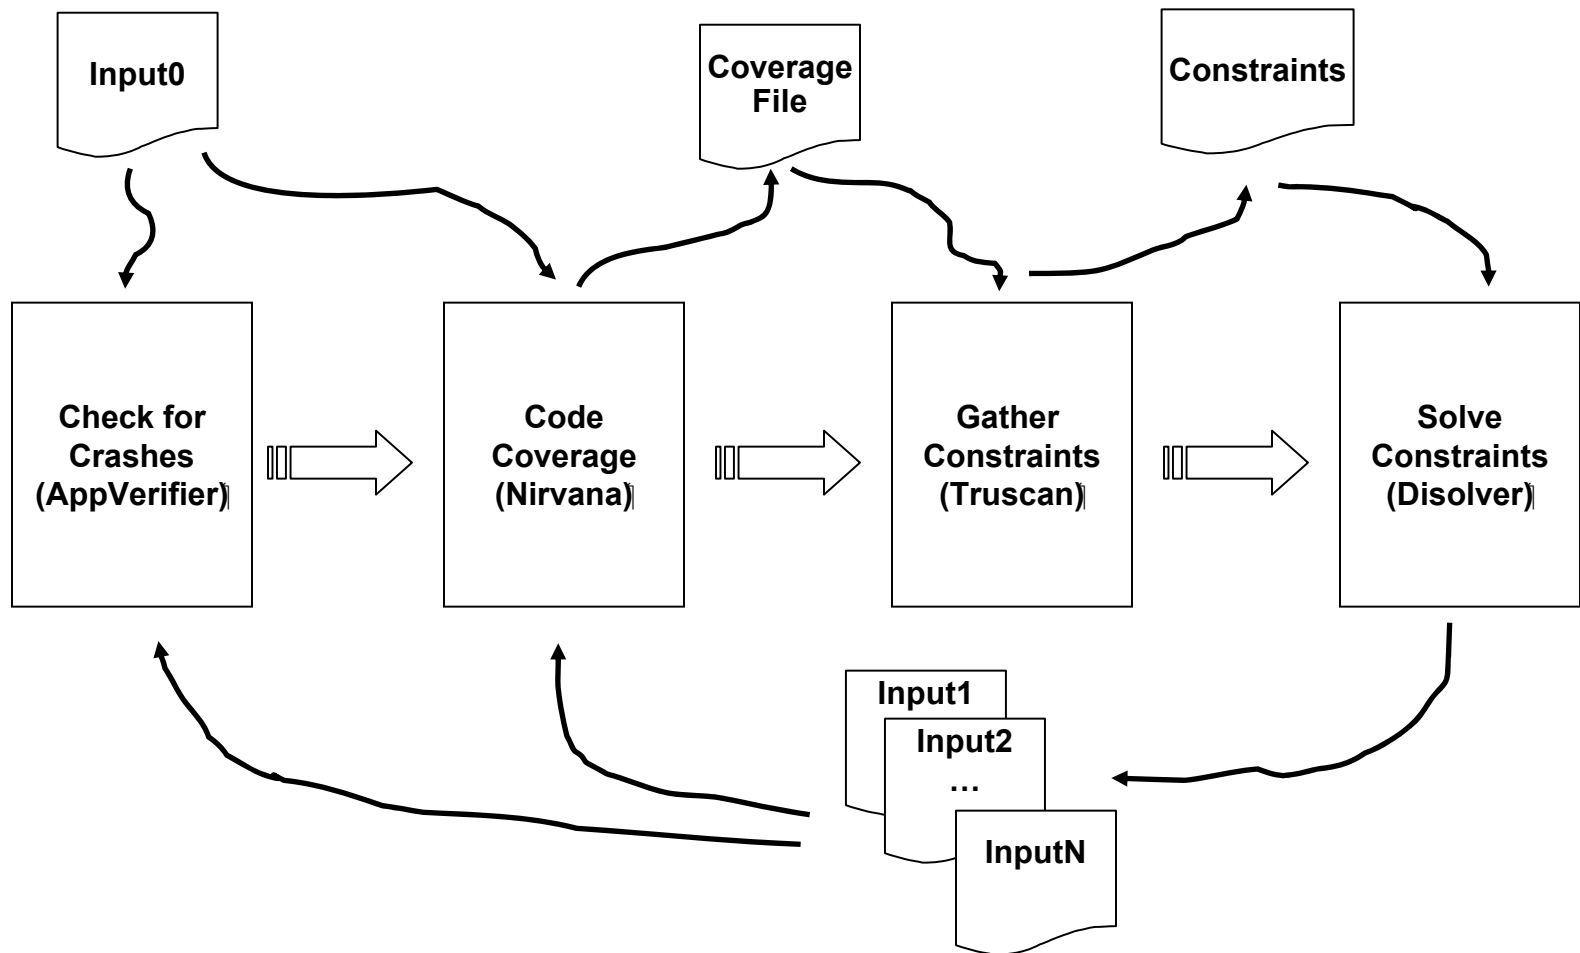 Input0
Coverage
File
Constraints
Check for
Crashes
(AppVerifier)
Code
Coverage
(Nirvana)
Gather
Constraints
(Truscan)
Solve
Constraints
(Disolver)
Input1
Input2
…
InputN